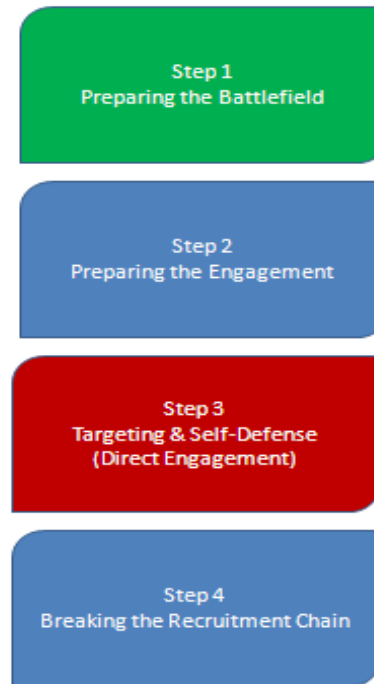 Step 1
Preparing the Battlefield
Step 2
Preparing the Engagement
Step 3
Targeting & Self-Defense
(Direct Engagement)
Step 4
Breaking the Recruitment Chain